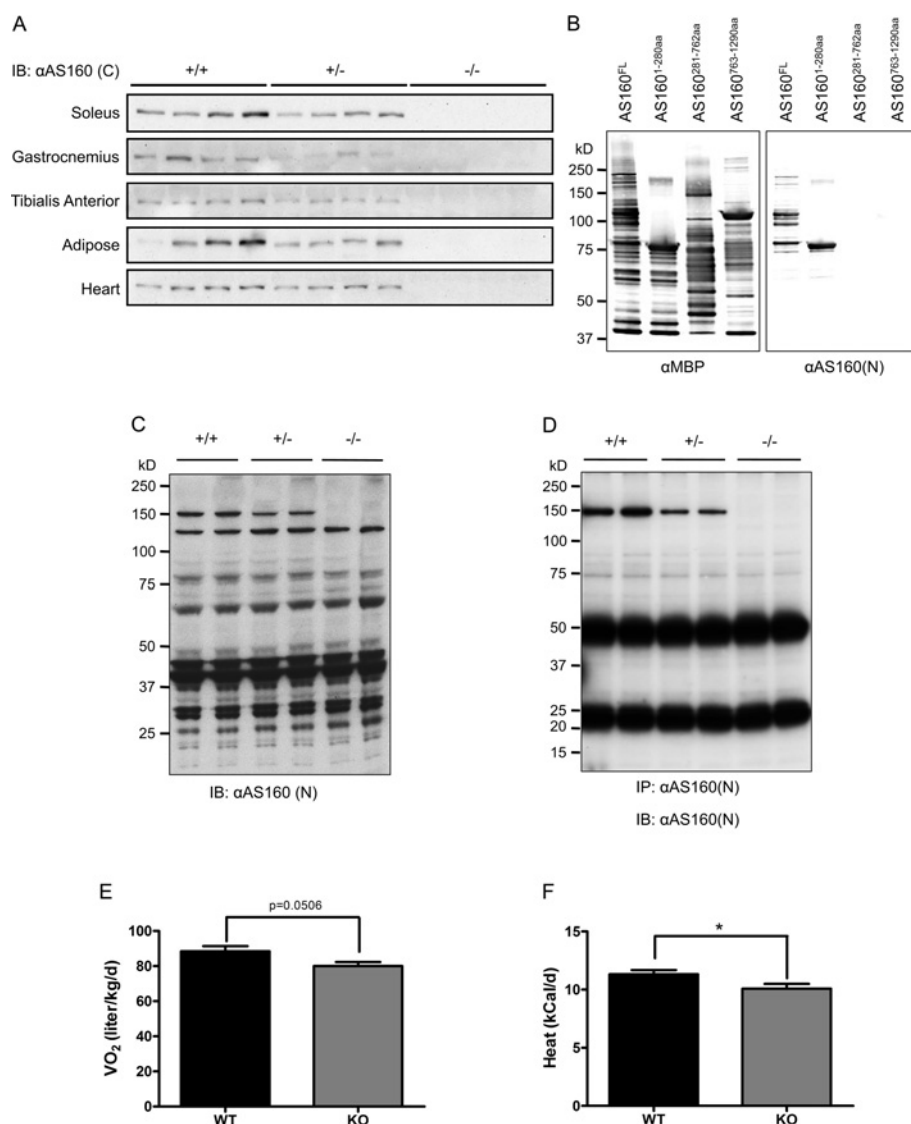 A
IB: αAS160 (C)
+/+ +/- -/-
Soleus
Gastrocnemius
Tibialis Anterior
Adipose
Heart
B
AS160FL AS1601-280aa AS160281-762aa AS160763-1290aa AS160FL AS1601-280aa AS160281-762aa AS160763-1290aa
kD
250
150
100
75
50
37
αMBP αAS160(N)
C
+/+ +/- -/-
kD
250
150
100
75
50
37
25
IB: αAS160 (N)
D
+/+ +/- -/-
kD
250
150
100
75
50
37
25
20
15
IP: αAS160(N)
IB: αAS160(N)
E
p=0.0506
VO2 (liter/kg/d)
100
80
60
40
20
0
WT KO
F
*
Heat (kCal/d)
15
10
5
0
WT KO